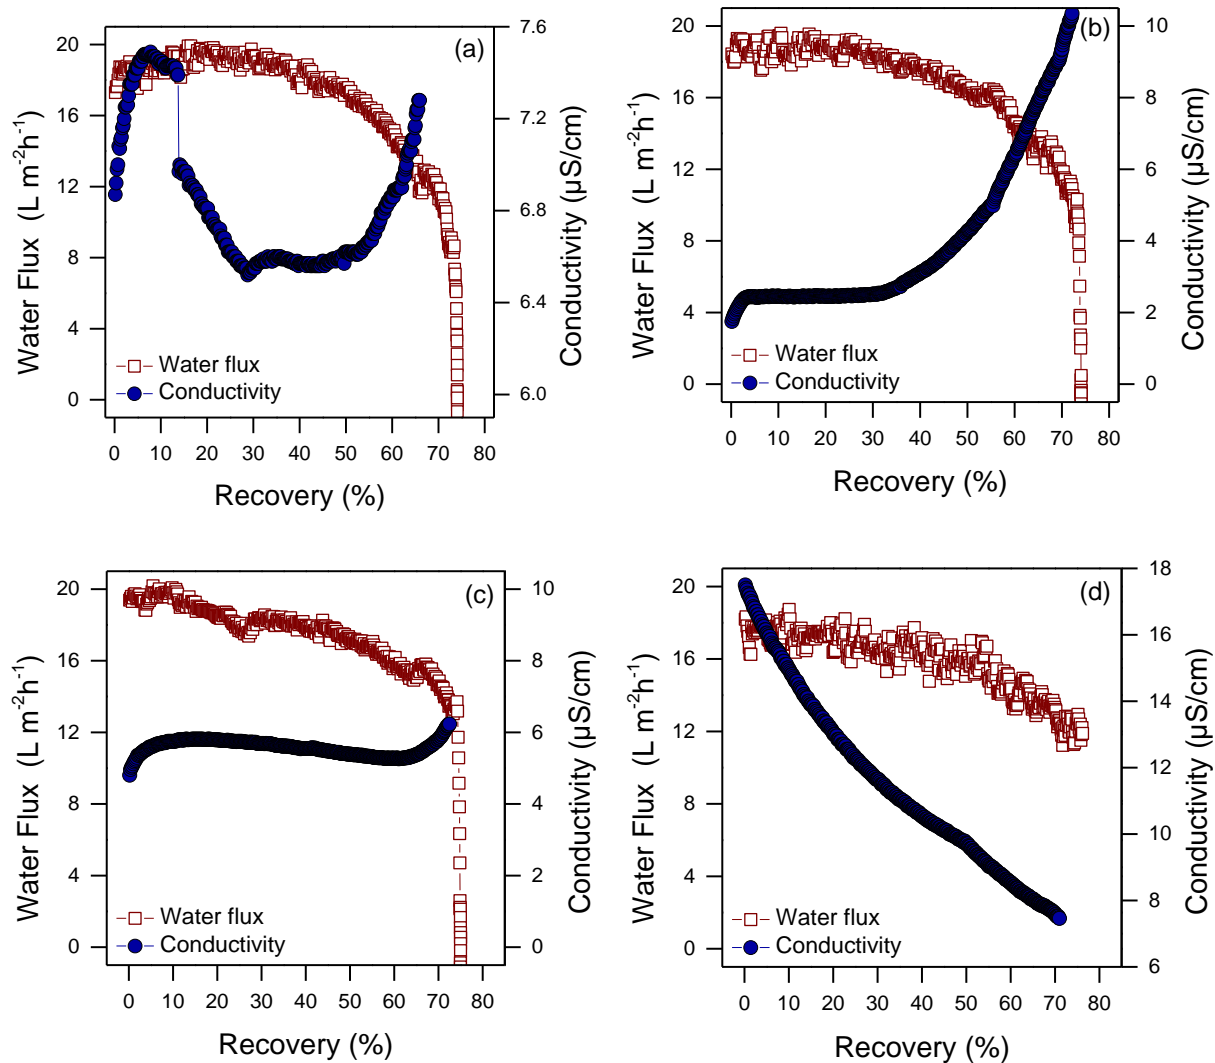 (a)
20
16
12
8
4
0
7.6
7.2
6.8
6.4
6.0
Water Flux (L m⁻²h⁻¹)
Conductivity (µS/cm)
Water flux
Conductivity
0 10 20 30 40 50 60 70 80
Recovery (%)
(b)
20
16
12
8
4
0
10
8
6
4
2
0
Water Flux (L m⁻²h⁻¹)
Conductivity (µS/cm)
Water flux
Conductivity
0 10 20 30 40 50 60 70 80
Recovery (%)
(c)
20
16
12
8
4
0
10
8
6
4
2
0
Water Flux (L m⁻²h⁻¹)
Conductivity (µS/cm)
Water flux
Conductivity
0 10 20 30 40 50 60 70 80
Recovery (%)
(d)
20
16
12
8
4
0
18
16
14
12
10
8
6
Water Flux (L m⁻²h⁻¹)
Conductivity (µS/cm)
Water flux
Conductivity
0 10 20 30 40 50 60 70 80
Recovery (%)